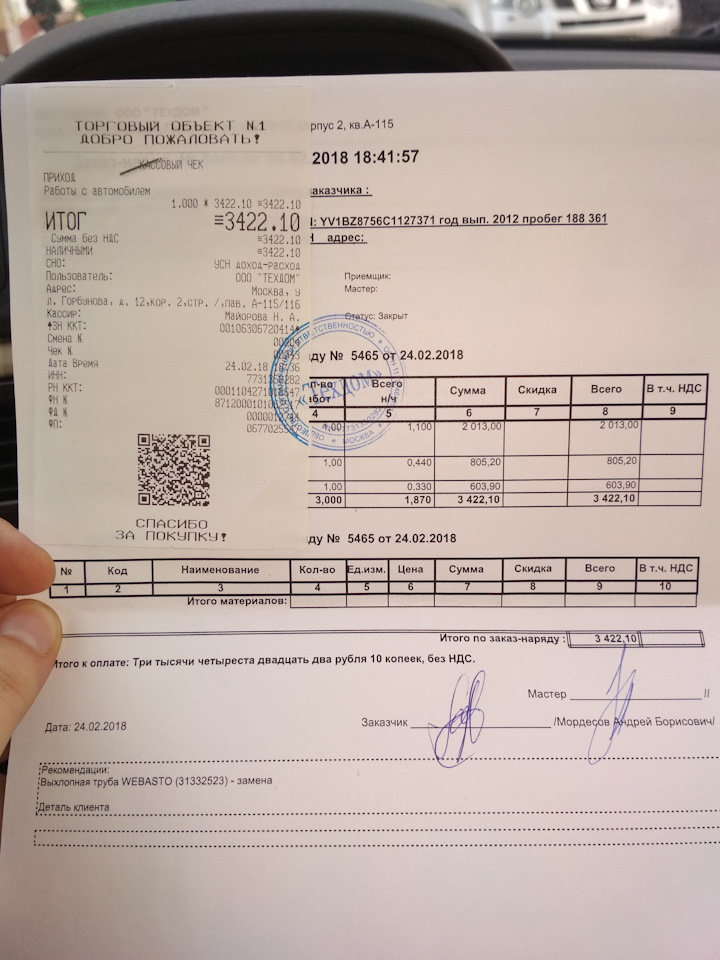 ТОРГОВЫЙ ОБЪЕКТ N.1
ДОБРО ПОЖАЛОВАТЬ!
КАССОВЫЙ ЧЕК
ПРИХОД
Работы с автомобилем
1.000 * 3422.10 =3422.10
ИТОГ =3422.10
Сумма без НДС =3422.10
НАЛИЧНЫМИ =3422.10
СНО: УСН доход-расход
Пользователь: ООО "ТЕХДОМ"
Адрес: Москва, у
л. Горбунова, д. 12,кор. 2,стр. /,пав. А-115/116
Кассир: Майорова Н. А.
ЗН ККТ:
Смена N
Чек N
Дата Время 24.02.18
ИНН:
РН ККТ:
ФН N
ФД N
ФП:
СПАСИБО
ЗА ПОКУПКУ!
рпус 2, кв.А-115
2018 18:41:57
заказчика :
YV1BZ8756C1127371 год вып. 2012 пробег 188 361
адрес:
Приемщик:
Мастер:
Статус: Закрыт
ду № 5465 от 24.02.2018
Всего н/ч Сумма Скидка Всего В т.ч. НДС
4 5 6 7 8 9
1,00 1,100 2 013,00 2 013,00
1,00 0,440 805,20 805,20
1,00 0,330 603,90 603,90
3,000 1,870 3 422,10 3 422,10
ду № 5465 от 24.02.2018
№ Код Наименование Кол-во Ед.изм. Цена Сумма Скидка Всего В т.ч. НДС
1 2 3 4 5 6 7 8 9 10
Итого материалов:
Итого по заказ-наряду : 3 422,10
Итого к оплате: Три тысячи четыреста двадцать два рубля 10 копеек, без НДС.
Мастер //
Дата: 24.02.2018 Заказчик /Мордесов Андрей Борисович/
Рекомендации:
Выхлопная труба WEBASTO (31332523) - замена
Деталь клиента
«ТЕХДОМ»
МОСКВА